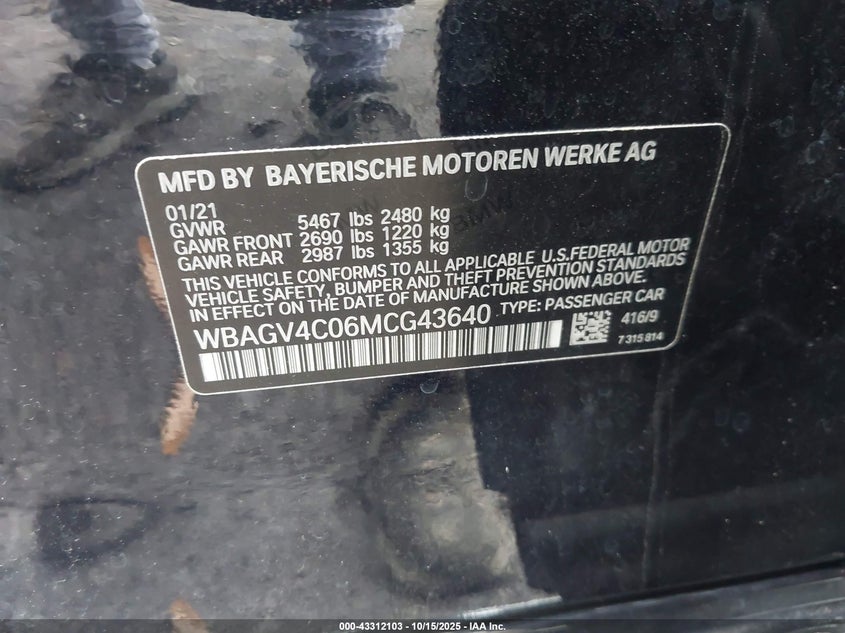 MFD BY BAYERISCHE MOTOREN WERKE AG
01/21
GVWR 5467 lbs 2480 kg
GAWR FRONT 2690 lbs 1220 kg
GAWR REAR 2987 lbs 1355 kg
THIS VEHICLE CONFORMS TO ALL APPLICABLE U.S.FEDERAL MOTOR
VEHICLE SAFETY, BUMPER AND THEFT PREVENTION STANDARDS
IN EFFECT ON THE DATE OF MANUFACTURE SHOWN ABOVE.
WBAGV4C06MCG43640 TYPE: PASSENGER CAR
416/9
7 315 814
000-43312103 - 10/15/2025 - IAA Inc.